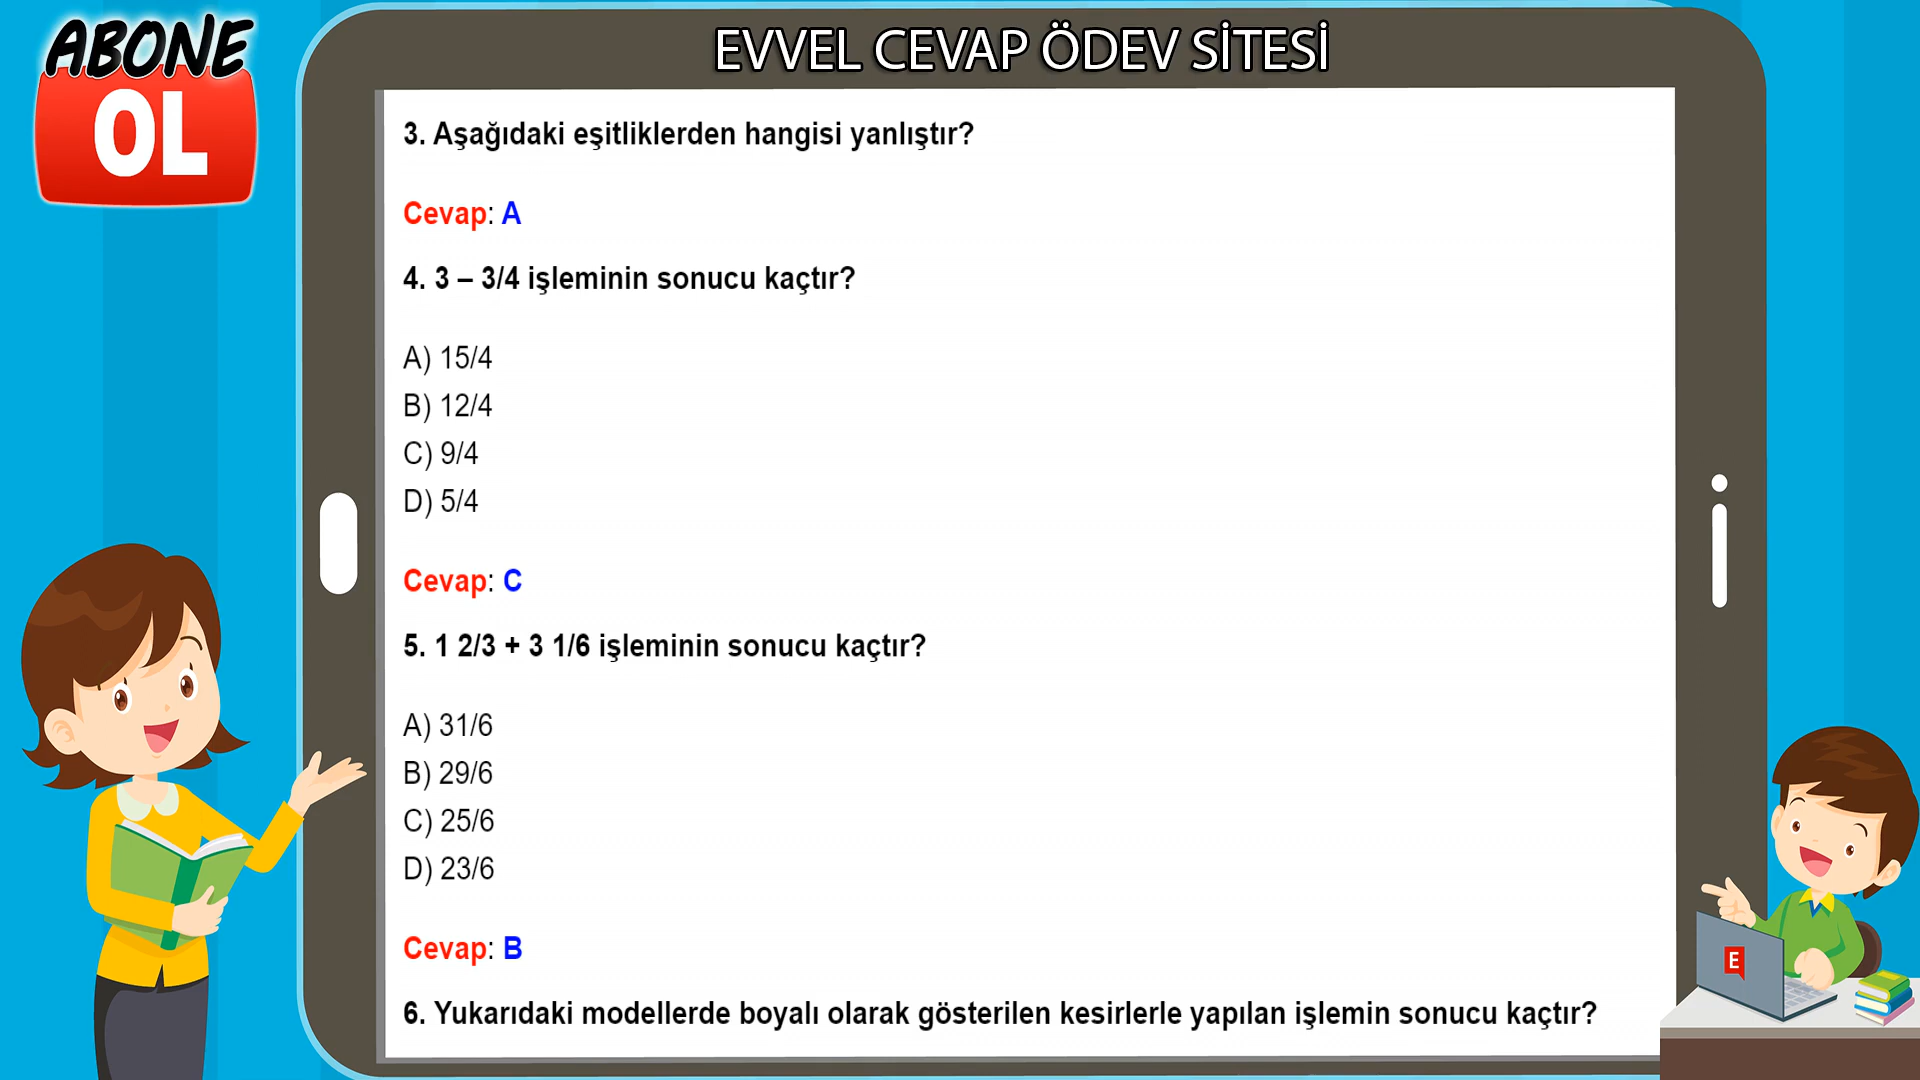 ABONE
OL
EVVEL CEVAP ÖDEV SİTESİ
3. Aşağıdaki eşitliklerden hangisi yanlıştır?
Cevap: A
4. 3 – 3/4 işleminin sonucu kaçtır?
A) 15/4
B) 12/4
C) 9/4
D) 5/4
Cevap: C
5. 1 2/3 + 3 1/6 işleminin sonucu kaçtır?
A) 31/6
B) 29/6
C) 25/6
D) 23/6
Cevap: B
6. Yukarıdaki modellerde boyalı olarak gösterilen kesirlerle yapılan işlemin sonucu kaçtır?
E